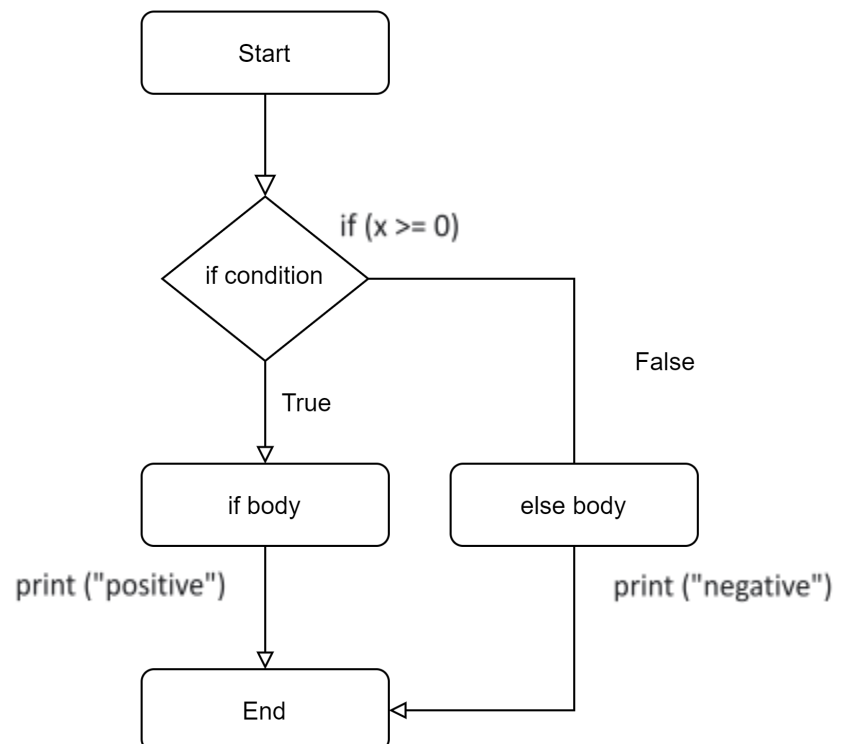 Start
if (x >= 0)
if condition
False
True
if body
else body
print ("positive")
print ("negative")
End